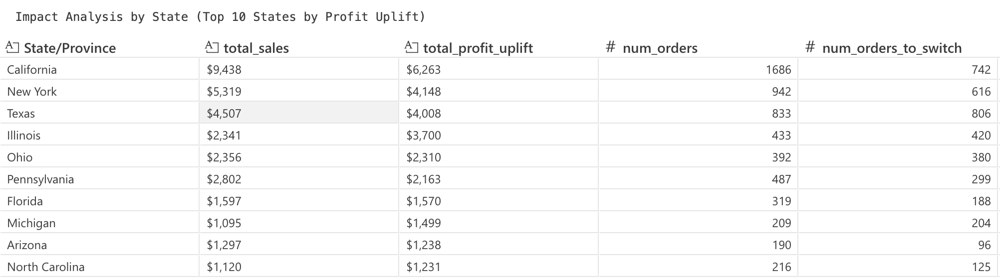 Impact Analysis by State (Top 10 States by Profit Uplift)
State/Province total_sales total_profit_uplift # num_orders # num_orders_to_switch
California $9,438 $6,263 1686 742
New York $5,319 $4,148 942 616
Texas $4,507 $4,008 833 806
Illinois $2,341 $3,700 433 420
Ohio $2,356 $2,310 392 380
Pennsylvania $2,802 $2,163 487 299
Florida $1,597 $1,570 319 188
Michigan $1,095 $1,499 209 204
Arizona $1,297 $1,238 190 96
North Carolina $1,120 $1,231 216 125